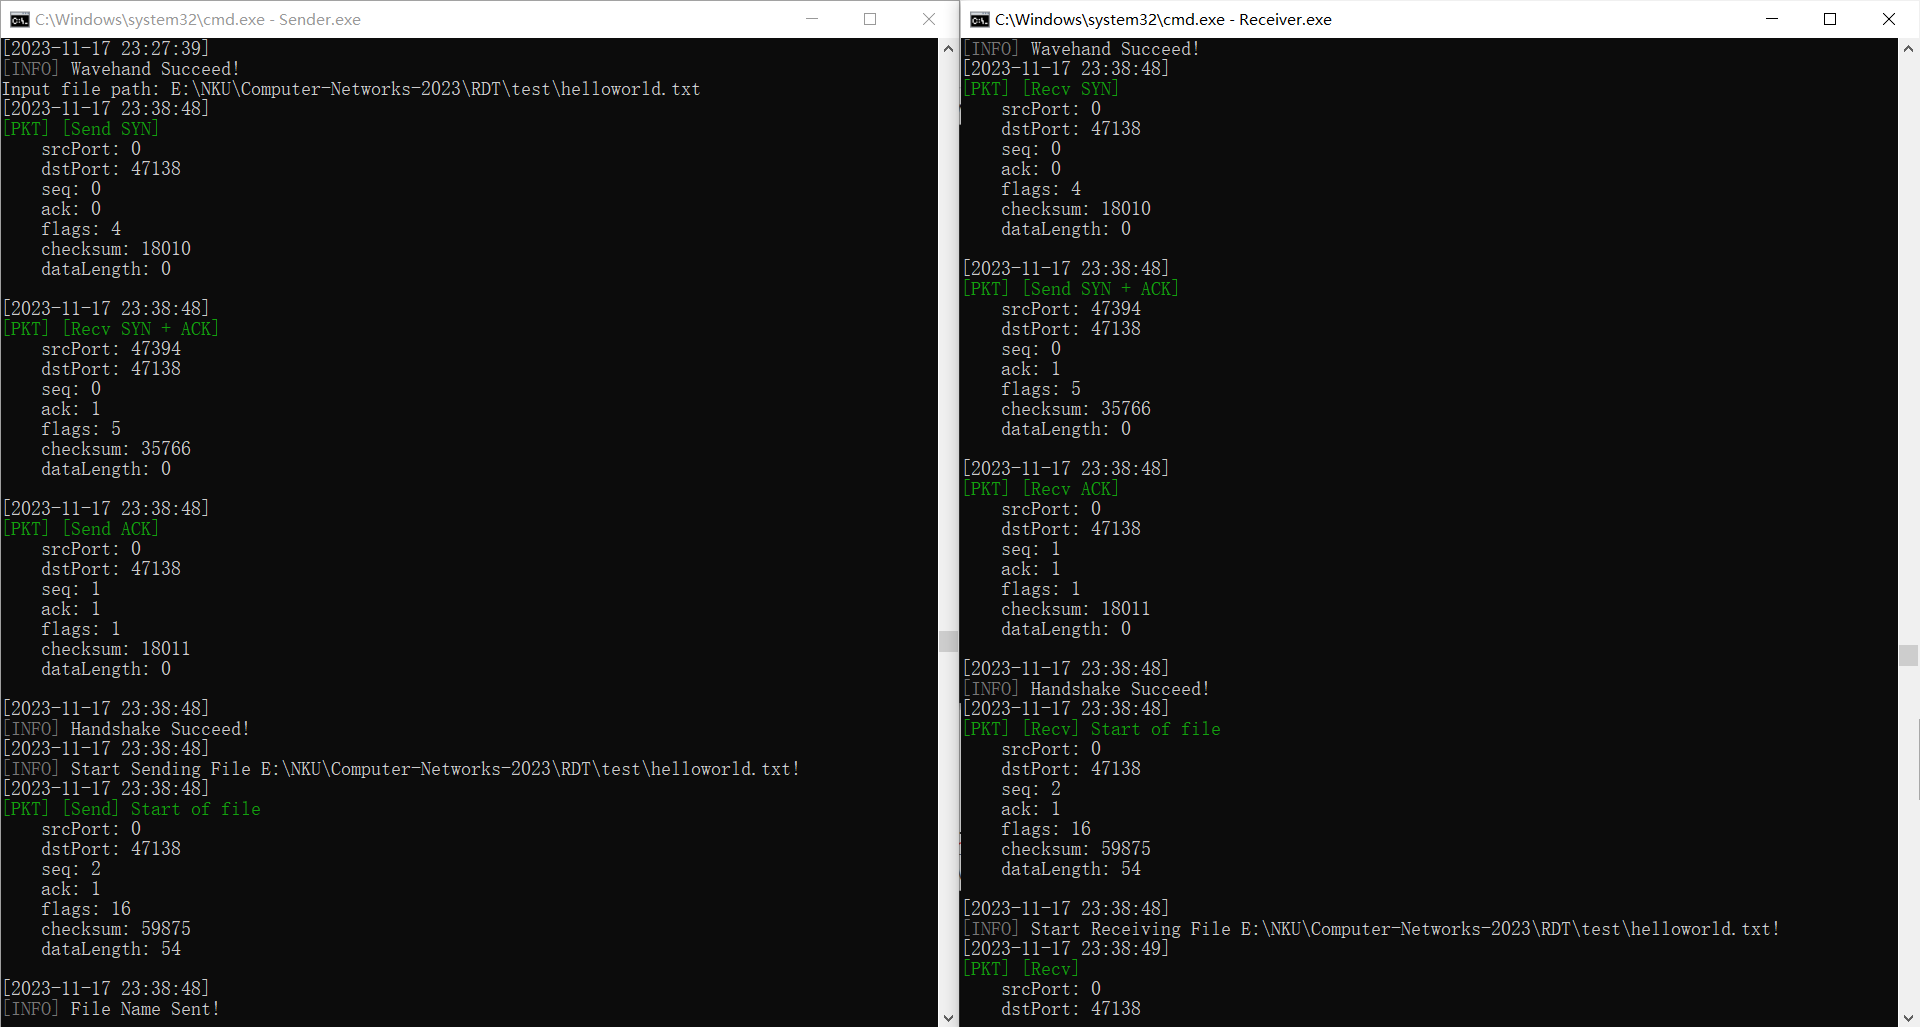 C:\Windows\system32\cmd.exe - Sender.exe
[2023-11-17 23:27:39]
[INFO] Wavehand Succeed!
Input file path: E:\NKU\Computer-Networks-2023\RDT\test\helloworld.txt
[2023-11-17 23:38:48]
[PKT] [Send SYN]
srcPort: 0
dstPort: 47138
seq: 0
ack: 0
flags: 4
checksum: 18010
dataLength: 0
[2023-11-17 23:38:48]
[PKT] [Recv SYN + ACK]
srcPort: 47394
dstPort: 47138
seq: 0
ack: 1
flags: 5
checksum: 35766
dataLength: 0
[2023-11-17 23:38:48]
[PKT] [Send ACK]
srcPort: 0
dstPort: 47138
seq: 1
ack: 1
flags: 1
checksum: 18011
dataLength: 0
[2023-11-17 23:38:48]
[INFO] Handshake Succeed!
[2023-11-17 23:38:48]
[INFO] Start Sending File E:\NKU\Computer-Networks-2023\RDT\test\helloworld.txt!
[2023-11-17 23:38:48]
[PKT] [Send] Start of file
srcPort: 0
dstPort: 47138
seq: 2
ack: 1
flags: 16
checksum: 59875
dataLength: 54
[2023-11-17 23:38:48]
[INFO] File Name Sent!
C:\Windows\system32\cmd.exe - Receiver.exe
[INFO] Wavehand Succeed!
[2023-11-17 23:38:48]
[PKT] [Recv SYN]
srcPort: 0
dstPort: 47138
seq: 0
ack: 0
flags: 4
checksum: 18010
dataLength: 0
[2023-11-17 23:38:48]
[PKT] [Send SYN + ACK]
srcPort: 47394
dstPort: 47138
seq: 0
ack: 1
flags: 5
checksum: 35766
dataLength: 0
[2023-11-17 23:38:48]
[PKT] [Recv ACK]
srcPort: 0
dstPort: 47138
seq: 1
ack: 1
flags: 1
checksum: 18011
dataLength: 0
[2023-11-17 23:38:48]
[INFO] Handshake Succeed!
[2023-11-17 23:38:48]
[PKT] [Recv] Start of file
srcPort: 0
dstPort: 47138
seq: 2
ack: 1
flags: 16
checksum: 59875
dataLength: 54
[2023-11-17 23:38:48]
[INFO] Start Receiving File E:\NKU\Computer-Networks-2023\RDT\test\helloworld.txt!
[2023-11-17 23:38:49]
[PKT] [Recv]
srcPort: 0
dstPort: 47138